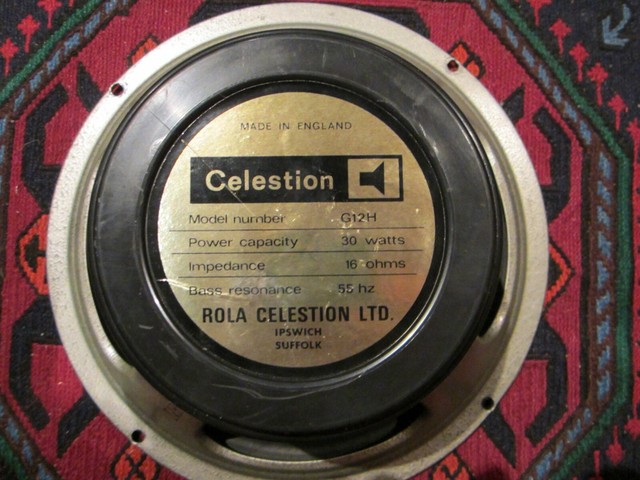 MADE IN ENGLAND
Celestion
Model number G12H
Power capacity 30 watts
Impedance 16 ohms
Bass resonance 55 hz
ROLA CELESTION LTD.
IPSWICH
SUFFOLK